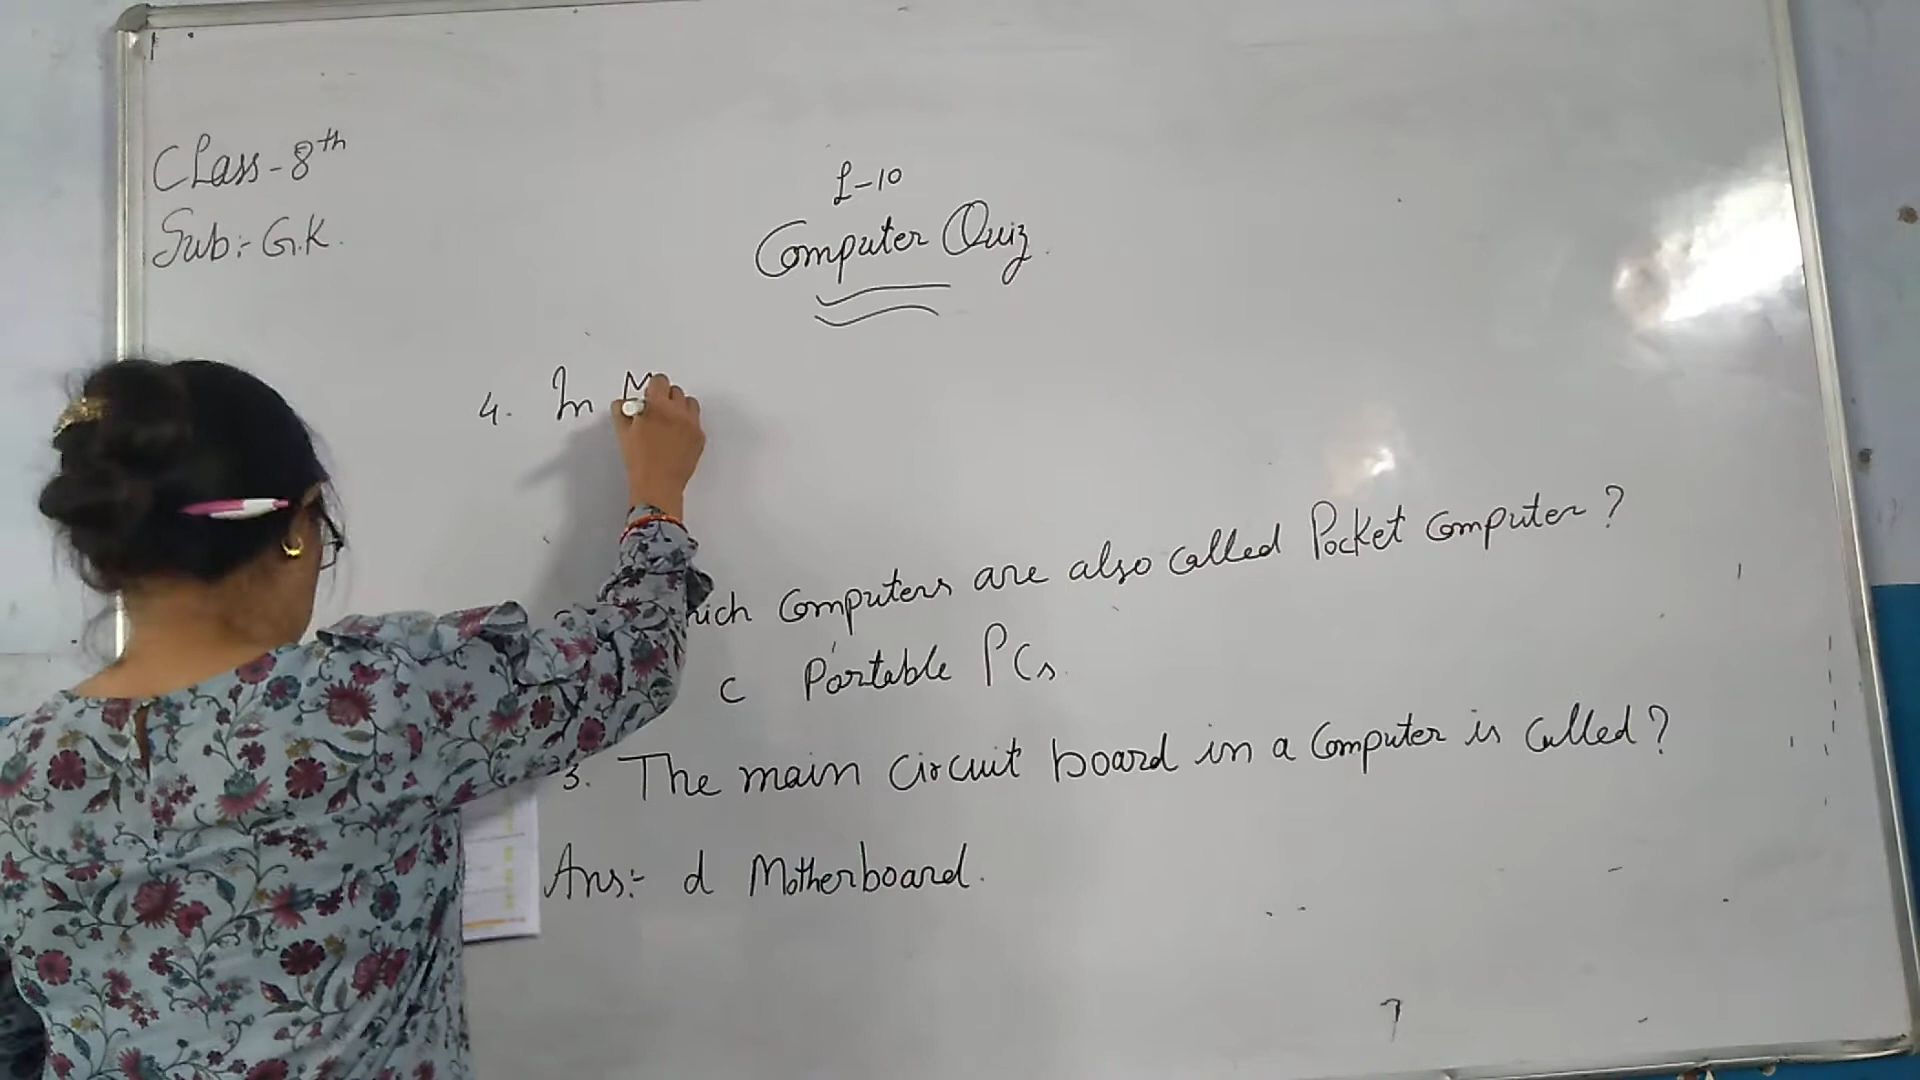 CLass-8th
Sub:- G.K.
L-10
Computer Quiz.
4. In
Computers are also called Pocket Computer?
c Portable PCs.
3. The main circuit board in a Computer is Called?
Ans:- d Motherboard.